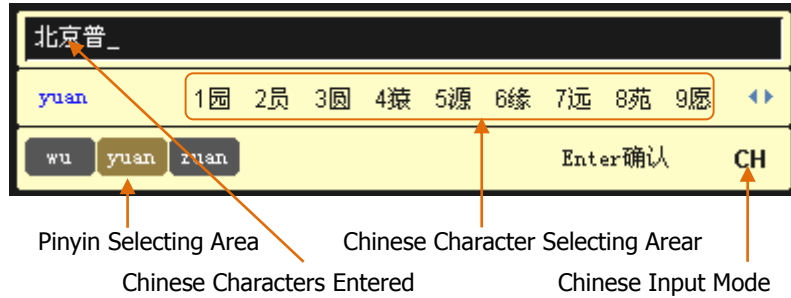 北京普_
yuan 1园 2员 3圆 4猿 5源 6缘 7远 8苑 9愿
wu yuan zuan Enter确认 CH
Pinyin Selecting Area Chinese Character Selecting Arear
Chinese Characters Entered Chinese Input Mode